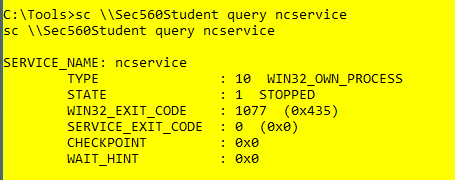 C:\Tools>sc \\Sec560Student query ncservice
sc \\Sec560Student query ncservice
SERVICE_NAME: ncservice
TYPE : 10 WIN32_OWN_PROCESS
STATE : 1 STOPPED
WIN32_EXIT_CODE : 1077 (0x435)
SERVICE_EXIT_CODE : 0 (0x0)
CHECKPOINT : 0x0
WAIT_HINT : 0x0